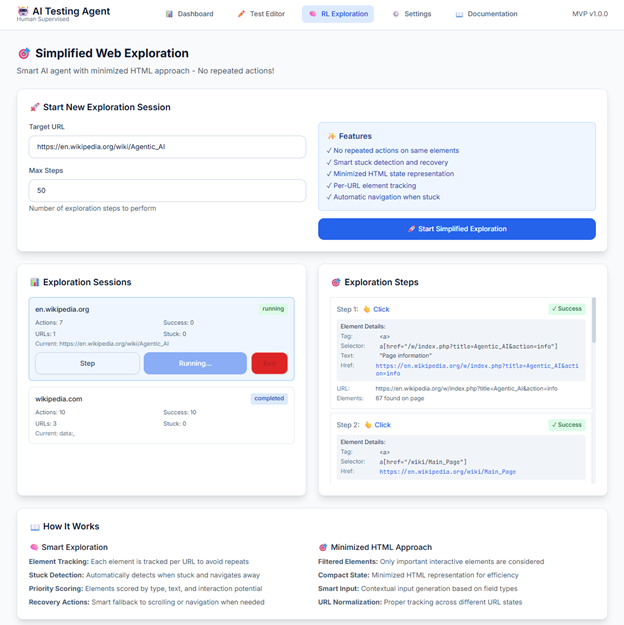 AI Testing Agent
Human Supervised
Dashboard
Test Editor
RL Exploration
Settings
Documentation
MVP v1.0.0
Simplified Web Exploration
Smart AI agent with minimized HTML approach - No repeated actions!
Start New Exploration Session
Target URL
https://en.wikipedia.org/wiki/Agentic_AI
Max Steps
50
Number of exploration steps to perform
Features
✓ No repeated actions on same elements
✓ Smart stuck detection and recovery
✓ Minimized HTML state representation
✓ Per-URL element tracking
✓ Automatic navigation when stuck
Start Simplified Exploration
Exploration Sessions
en.wikipedia.org
running
Actions: 7
Success: 0
URLs: 1
Stuck: 0
Current: https://en.wikipedia.org/wiki/Agentic_AI
Step
Running...
wikipedia.com
completed
Actions: 10
Success: 10
URLs: 3
Stuck: 0
Current: data:,
Exploration Steps
Step 1: Click
✓ Success
Element Details:
Tag: <a>
Selector: a[href="/w/index.php?title=Agentic_AI&action=info"]
Text: "Page information"
Href: https://en.wikipedia.org/w/index.php?title=Agentic_AI&acti
on=info
URL: https://en.wikipedia.org/w/index.php?title=Agentic_AI&action=info
Elements: 67 found on page
Step 2: Click
✓ Success
Element Details:
Tag: <a>
Selector: a[href="/wiki/Main_Page"]
Href: https://en.wikipedia.org/wiki/Main_Page
How It Works
Smart Exploration
Element Tracking: Each element is tracked per URL to avoid repeats
Stuck Detection: Automatically detects when stuck and navigates away
Priority Scoring: Elements scored by type, text, and interaction potential
Recovery Actions: Smart fallback to scrolling or navigation when needed
Minimized HTML Approach
Filtered Elements: Only important interactive elements are considered
Compact State: Minimized HTML representation for efficiency
Smart Input: Contextual input generation based on field types
URL Normalization: Proper tracking across different URL states